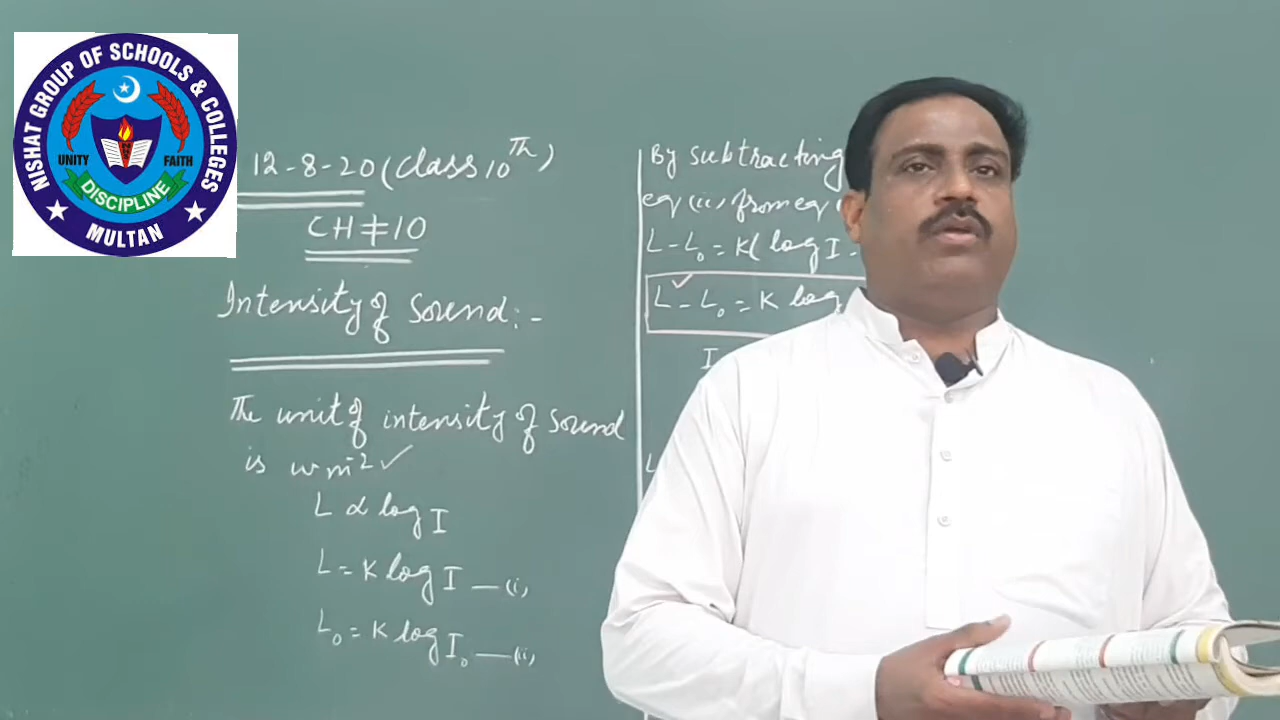 NISHAT GROUP OF SCHOOLS & COLLEGES
UNITY
FAITH
DISCIPLINE
MULTAN
12-8-20 (Class 10th)
CH≠10
Intensity of Sound:-
The unit of intensity of Sound
is wm⁻² ✓
L ∝ log I
L = K log I — (i)
L₀ = K log I₀ — (ii)
By subtracting
eq (ii) from eq
L - L₀ = K( log I -
L - L₀ = K log
I
L